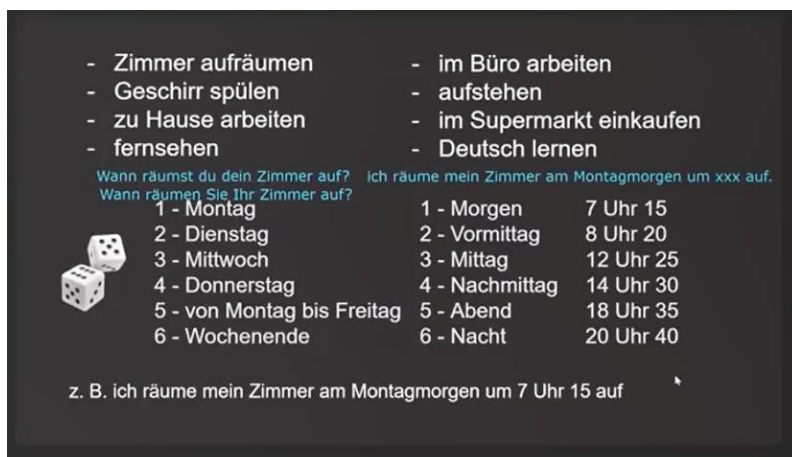 - Zimmer aufräumen
- Geschirr spülen
- zu Hause arbeiten
- fernsehen
- im Büro arbeiten
- aufstehen
- im Supermarkt einkaufen
- Deutsch lernen
Wann räumst du dein Zimmer auf?
Wann räumen Sie Ihr Zimmer auf?
ich räume mein Zimmer am Montagmorgen um xxx auf.
1 - Montag
2 - Dienstag
3 - Mittwoch
4 - Donnerstag
5 - von Montag bis Freitag
6 - Wochenende
1 - Morgen 7 Uhr 15
2 - Vormittag 8 Uhr 20
3 - Mittag 12 Uhr 25
4 - Nachmittag 14 Uhr 30
5 - Abend 18 Uhr 35
6 - Nacht 20 Uhr 40
z. B. ich räume mein Zimmer am Montagmorgen um 7 Uhr 15 auf